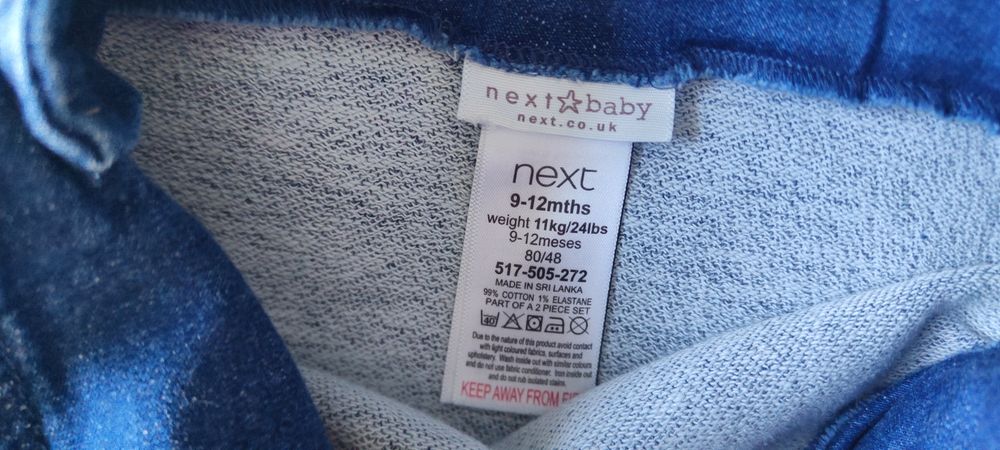 next☆baby
next.co.uk
next
9-12mths
weight 11kg/24lbs
9-12meses
80/48
517-505-272
MADE IN SRI LANKA
99% COTTON 1% ELASTANE
PART OF A 2 PIECE SET
40
Due to the nature of this product avoid contact
with light coloured fabrics, surfaces and
upholstery. Wash inside out with similar colours
and do not use fabric conditioner. Iron inside out
and do not rub isolated stains.
KEEP AWAY FROM